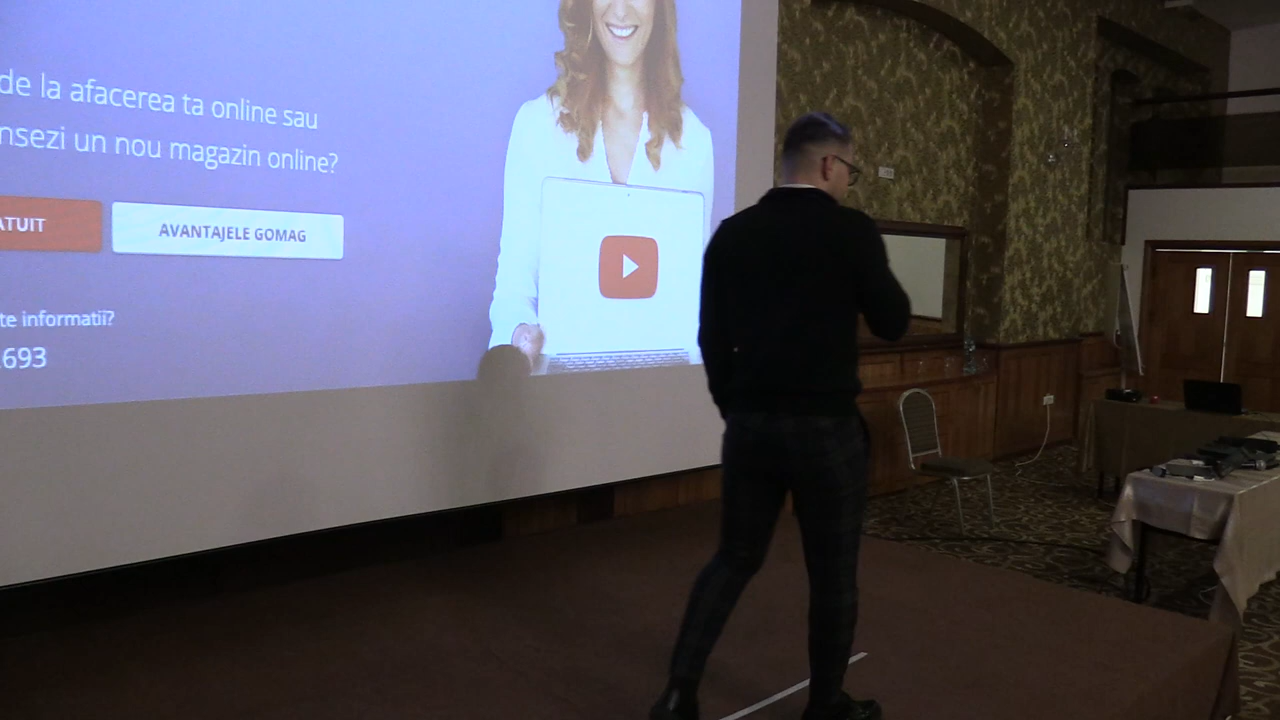 de la afacerea ta online sau
nsezi un nou magazin online?
ATUIT
AVANTAJELE GOMAG
te informatii?
693